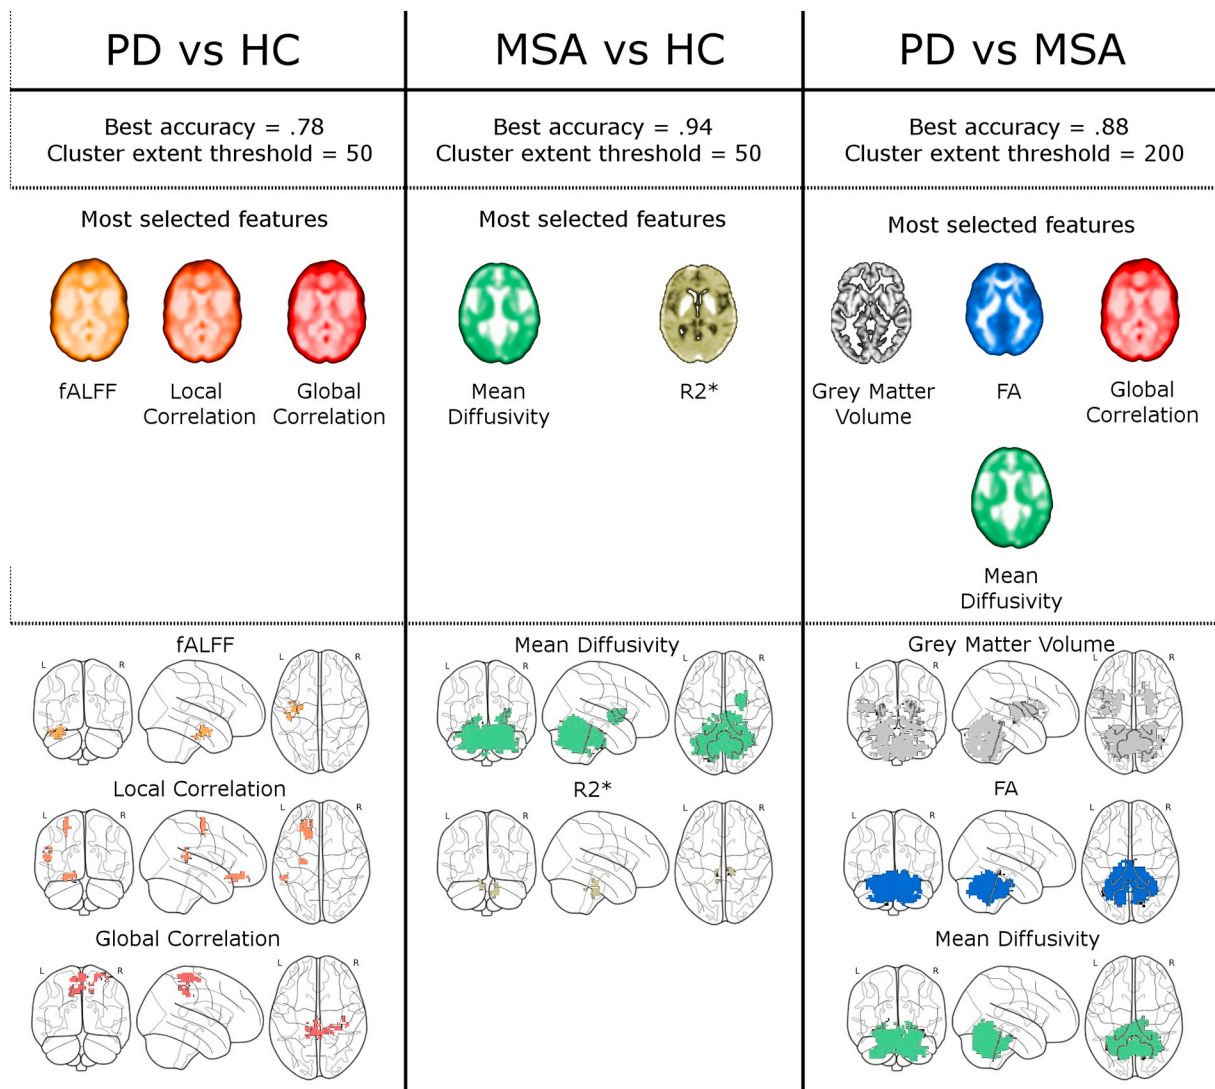 PD vs HC
MSA vs HC
PD vs MSA
Best accuracy = .78
Cluster extent threshold = 50
Best accuracy = .94
Cluster extent threshold = 50
Best accuracy = .88
Cluster extent threshold = 200
Most selected features
fALFF
Local
Correlation
Global
Correlation
Most selected features
Mean
Diffusivity
R2*
Most selected features
Grey Matter
Volume
FA
Global
Correlation
Mean
Diffusivity
fALFF
L R L R
Local Correlation
L R L R
Global Correlation
L R L R
Mean Diffusivity
L R L R
R2*
L R L R
Grey Matter Volume
L R L R
FA
L R L R
Mean Diffusivity
L R L R